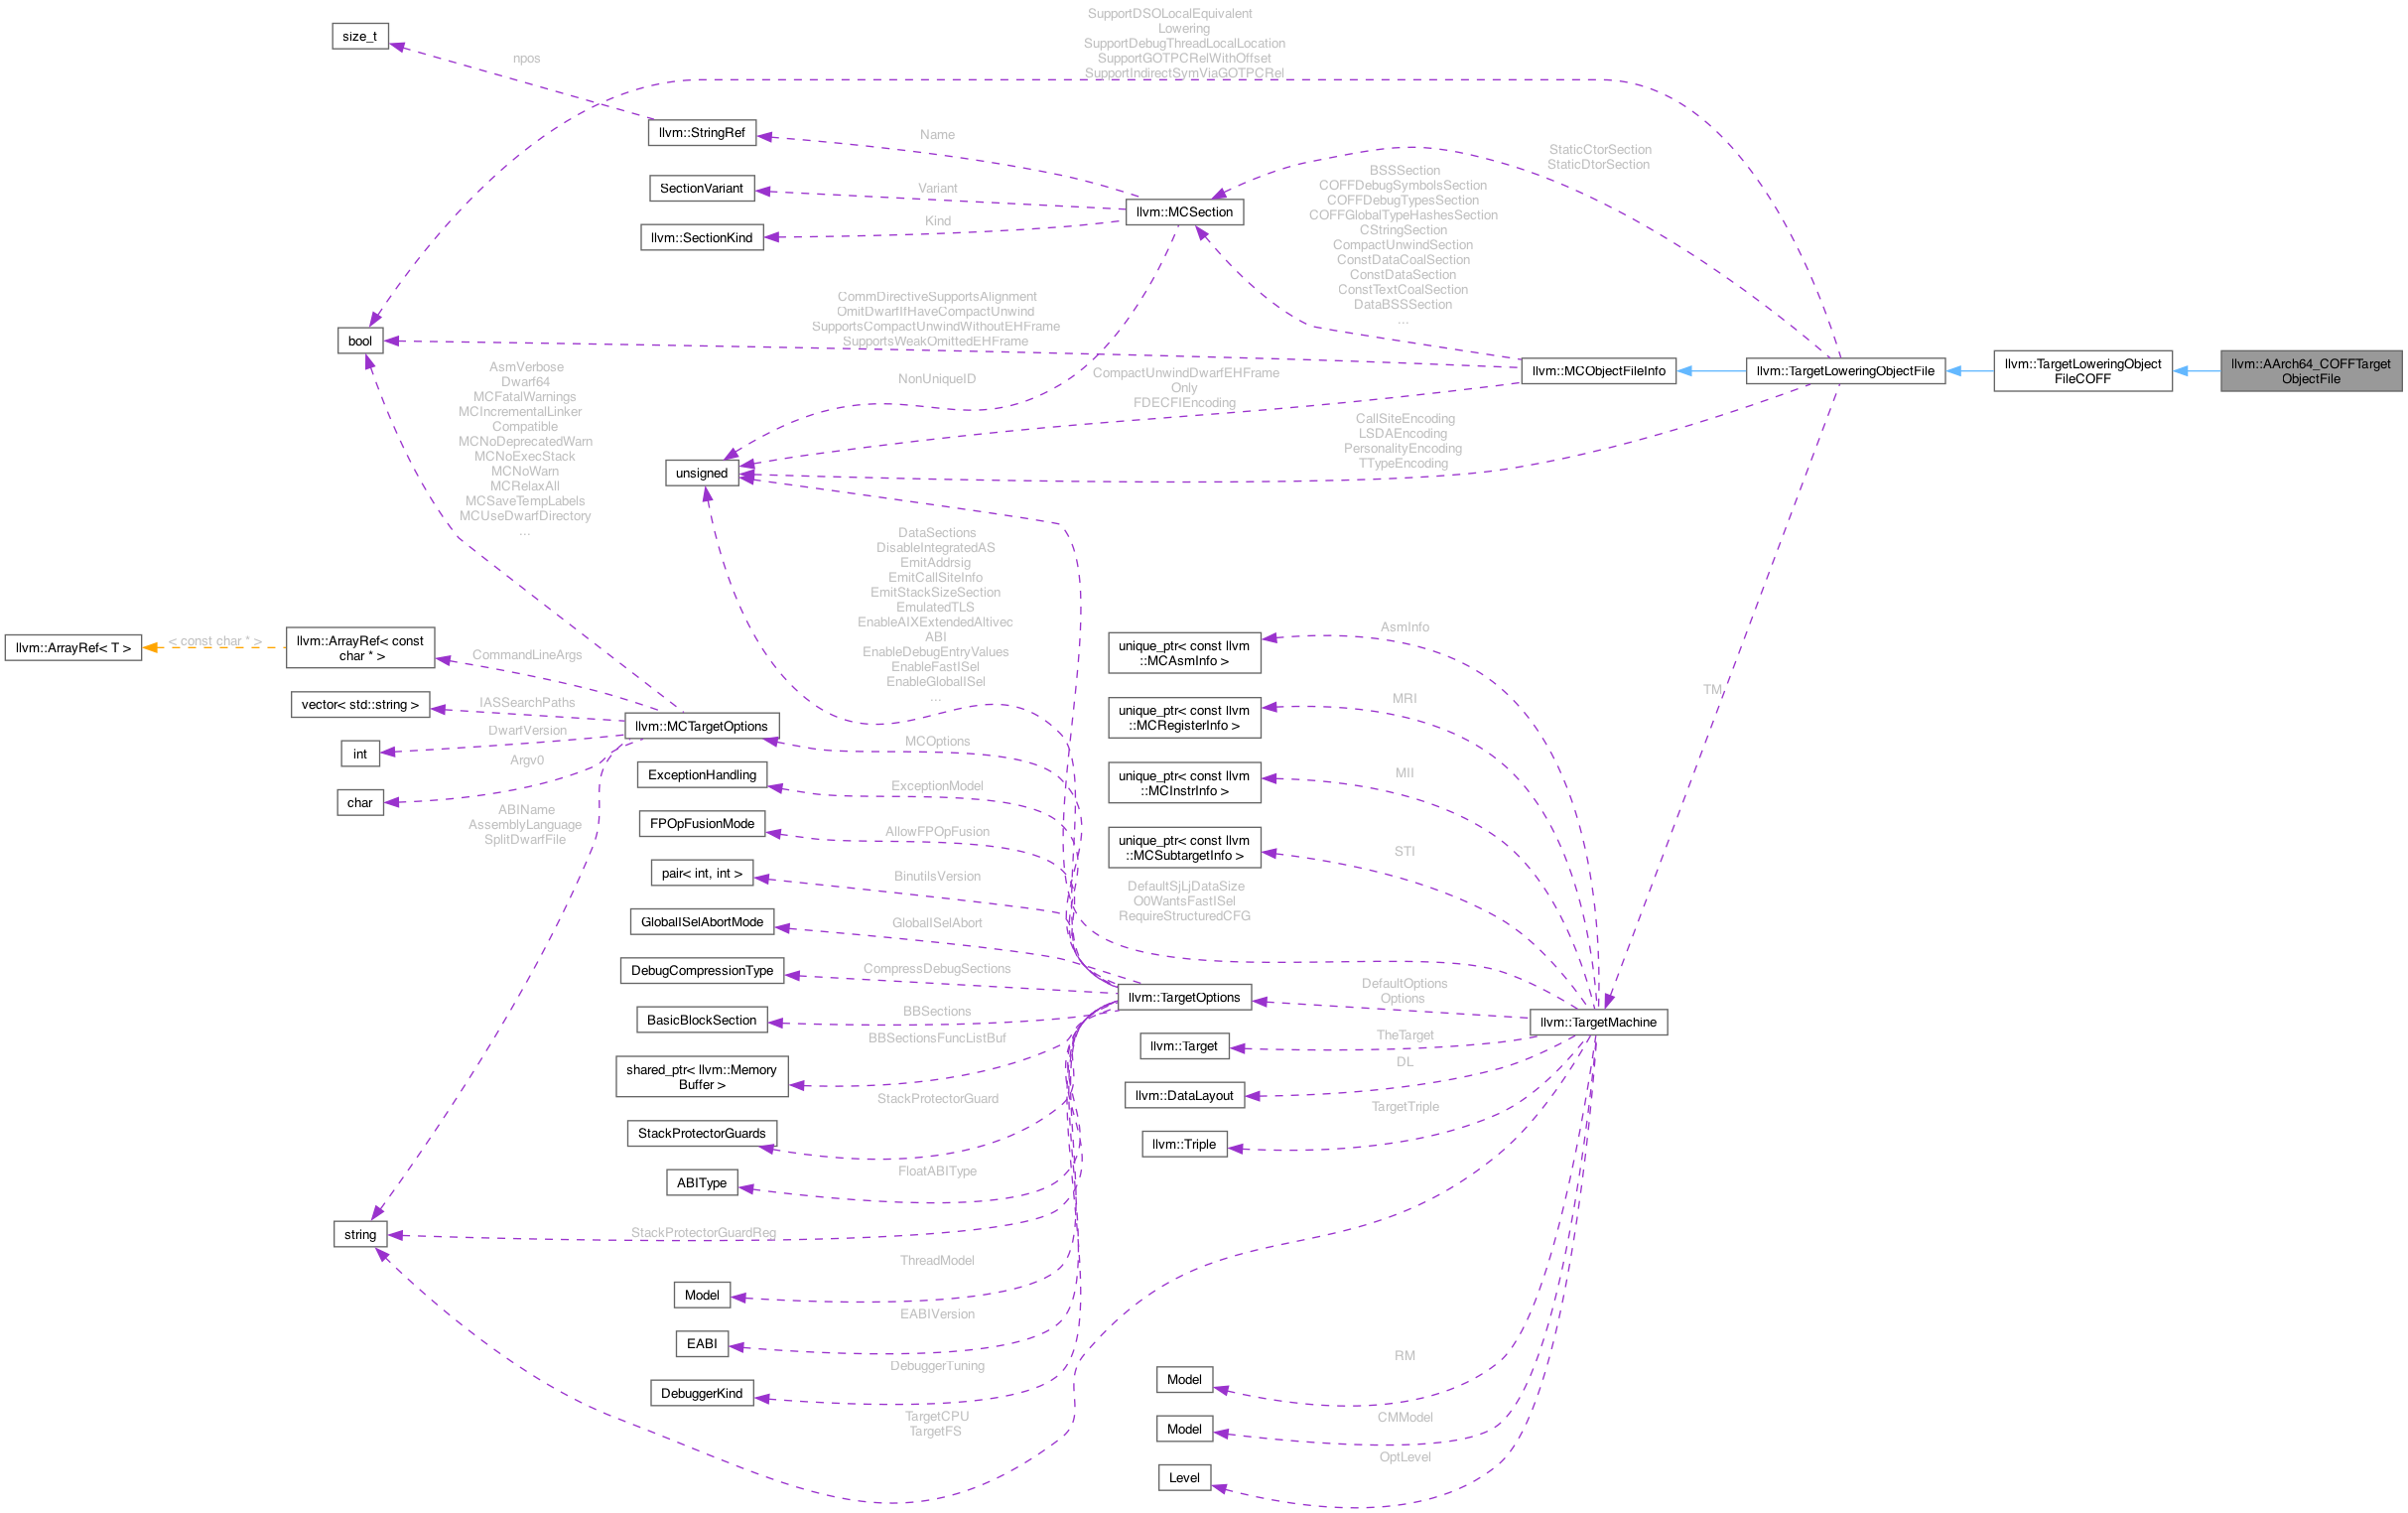 SupportDSOLocalEquivalent
Lowering
SupportDebugThreadLocalLocation
SupportGOTPCRelWithOffset
SupportIndirectSymViaGOTPCRel
size_t
npos
llvm::StringRef
Name
StaticCtorSection
StaticDtorSection
SectionVariant
Variant
llvm::SectionKind
Kind
llvm::MCSection
BSSSection
COFFDebugSymbolsSection
COFFDebugTypesSection
COFFGlobalTypeHashesSection
CStringSection
CompactUnwindSection
ConstDataCoalSection
ConstDataSection
ConstTextCoalSection
DataBSSSection
...
CommDirectiveSupportsAlignment
OmitDwarfIfHaveCompactUnwind
SupportsCompactUnwindWithoutEHFrame
SupportsWeakOmittedEHFrame
bool
llvm::MCObjectFileInfo
llvm::TargetLoweringObjectFile
llvm::TargetLoweringObject
FileCOFF
llvm::AArch64_COFFTarget
ObjectFile
NonUniqueID
CompactUnwindDwarfEHFrame
Only
FDECFIEncoding
AsmVerbose
Dwarf64
MCFatalWarnings
MCIncrementalLinker
Compatible
MCNoDeprecatedWarn
MCNoExecStack
MCNoWarn
MCRelaxAll
MCSaveTempLabels
MCUseDwarfDirectory
...
CallSiteEncoding
LSDAEncoding
PersonalityEncoding
TTypeEncoding
unsigned
DataSections
DisableIntegratedAS
EmitAddrsig
EmitCallSiteInfo
EmitStackSizeSection
EmulatedTLS
EnableAIXExtendedAltivec
ABI
EnableDebugEntryValues
EnableFastISel
EnableGlobalISel
...
llvm::ArrayRef< T >
< const char * >
llvm::ArrayRef< const
char * >
CommandLineArgs
unique_ptr< const llvm
::MCAsmInfo >
AsmInfo
vector< std::string >
IASSearchPaths
llvm::MCTargetOptions
unique_ptr< const llvm
::MCRegisterInfo >
MRI
TM
int
DwarfVersion
MCOptions
char
Argv0
ExceptionHandling
ExceptionModel
unique_ptr< const llvm
::MCInstrInfo >
MII
ABIName
AssemblyLanguage
SplitDwarfFile
FPOpFusionMode
AllowFPOpFusion
unique_ptr< const llvm
::MCSubtargetInfo >
STI
pair< int, int >
BinutilsVersion
DefaultSjLjDataSize
O0WantsFastISel
RequireStructuredCFG
GlobalISelAbortMode
GlobalISelAbort
DebugCompressionType
CompressDebugSections
llvm::TargetOptions
DefaultOptions
Options
llvm::TargetMachine
BasicBlockSection
BBSections
BBSectionsFuncListBuf
llvm::Target
TheTarget
shared_ptr< llvm::Memory
Buffer >
DL
llvm::DataLayout
StackProtectorGuard
TargetTriple
StackProtectorGuards
llvm::Triple
ABIType
FloatABIType
string
StackProtectorGuardReg
ThreadModel
Model
EABIVersion
EABI
DebuggerTuning
DebuggerKind
TargetCPU
TargetFS
RM
Model
CMModel
Model
OptLevel
Level